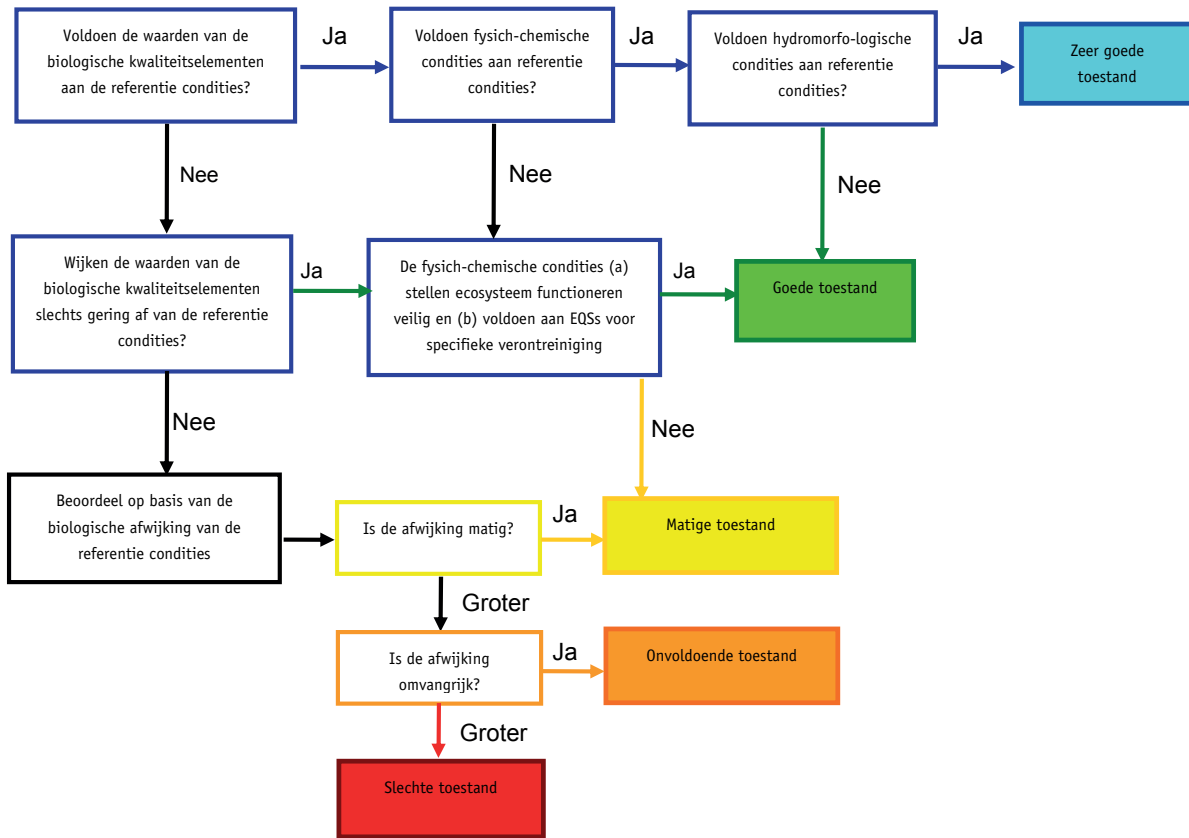 Voldoen de waarden van de
biologische kwaliteitselementen
aan de referentie condities?
Ja
Voldoen fysich-chemische
condities aan referentie
condities?
Ja
Voldoen hydromorfo-logische
condities aan referentie
condities?
Ja
Zeer goede
toestand
Nee
Nee
Nee
Wijken de waarden van de
biologische kwaliteitselementen
slechts gering af van de referentie
condities?
Ja
De fysich-chemische condities (a)
stellen ecosysteem functioneren
veilig en (b) voldoen aan EQSs voor
specifieke verontreiniging
Ja
Goede toestand
Nee
Nee
Beoordeel op basis van de
biologische afwijking van de
referentie condities
Is de afwijking matig?
Ja
Matige toestand
Groter
Is de afwijking
omvangrijk?
Ja
Onvoldoende toestand
Groter
Slechte toestand